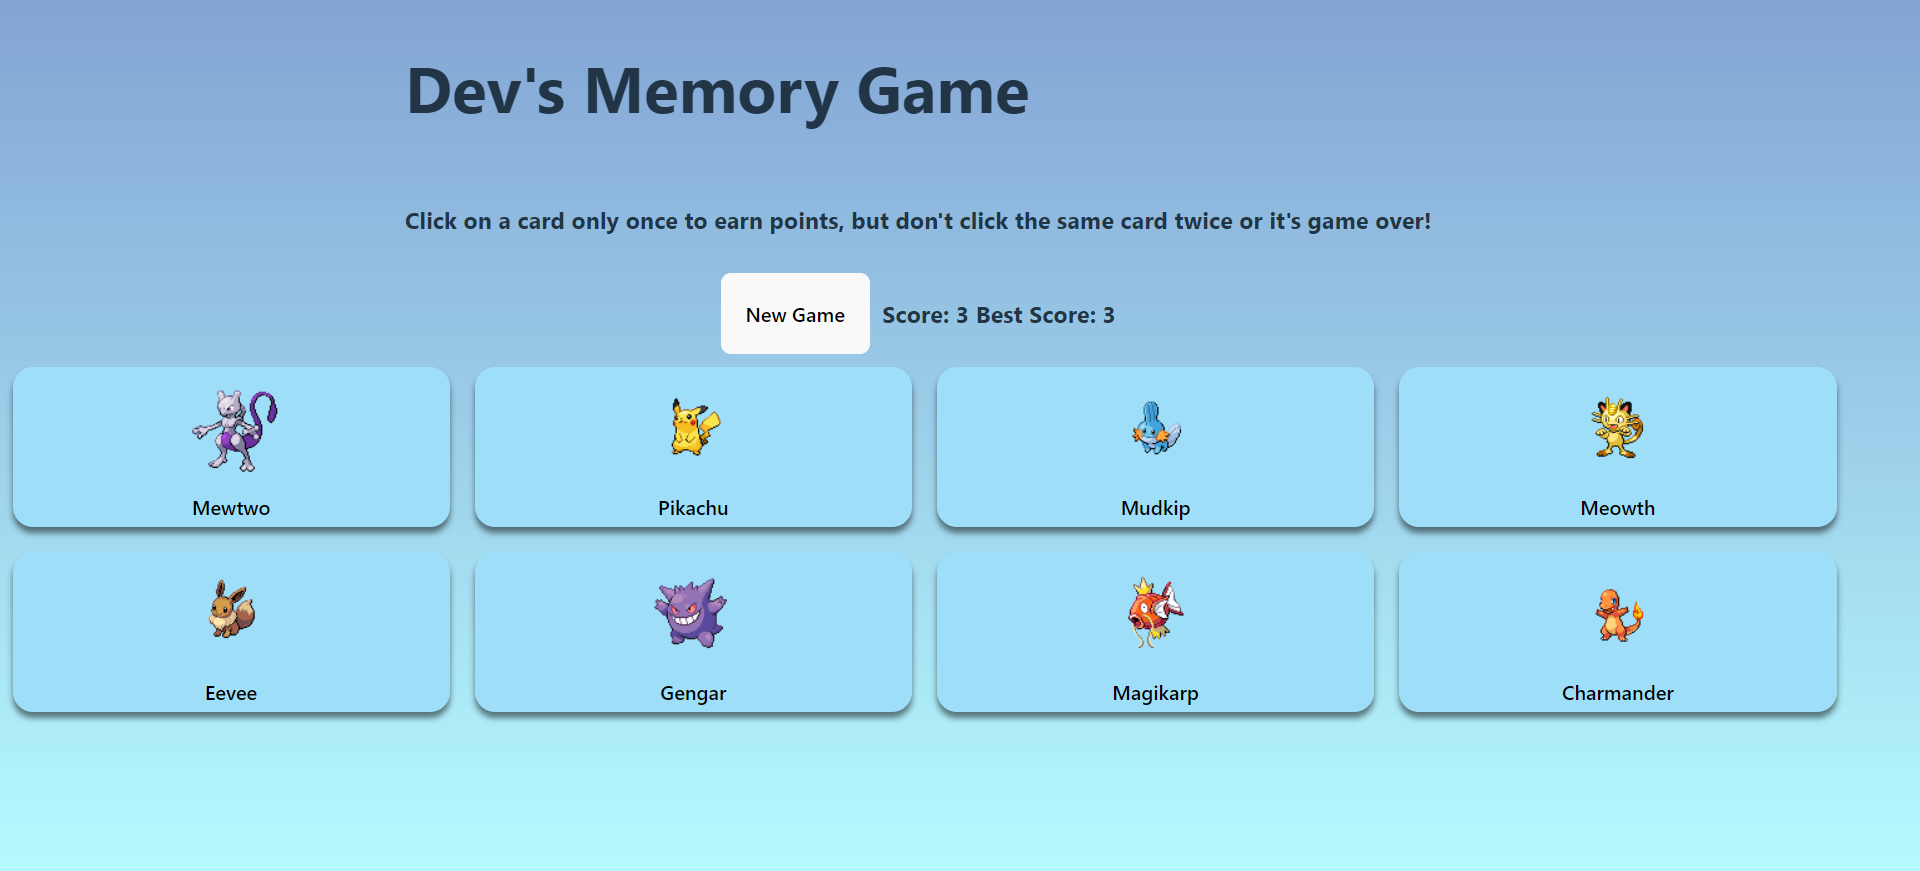 Dev's Memory Game
Click on a card only once to earn points, but don't click the same card twice or it's game over!
New Game
Score: 3 Best Score: 3
Mewtwo
Pikachu
Mudkip
Meowth
Eevee
Gengar
Magikarp
Charmander